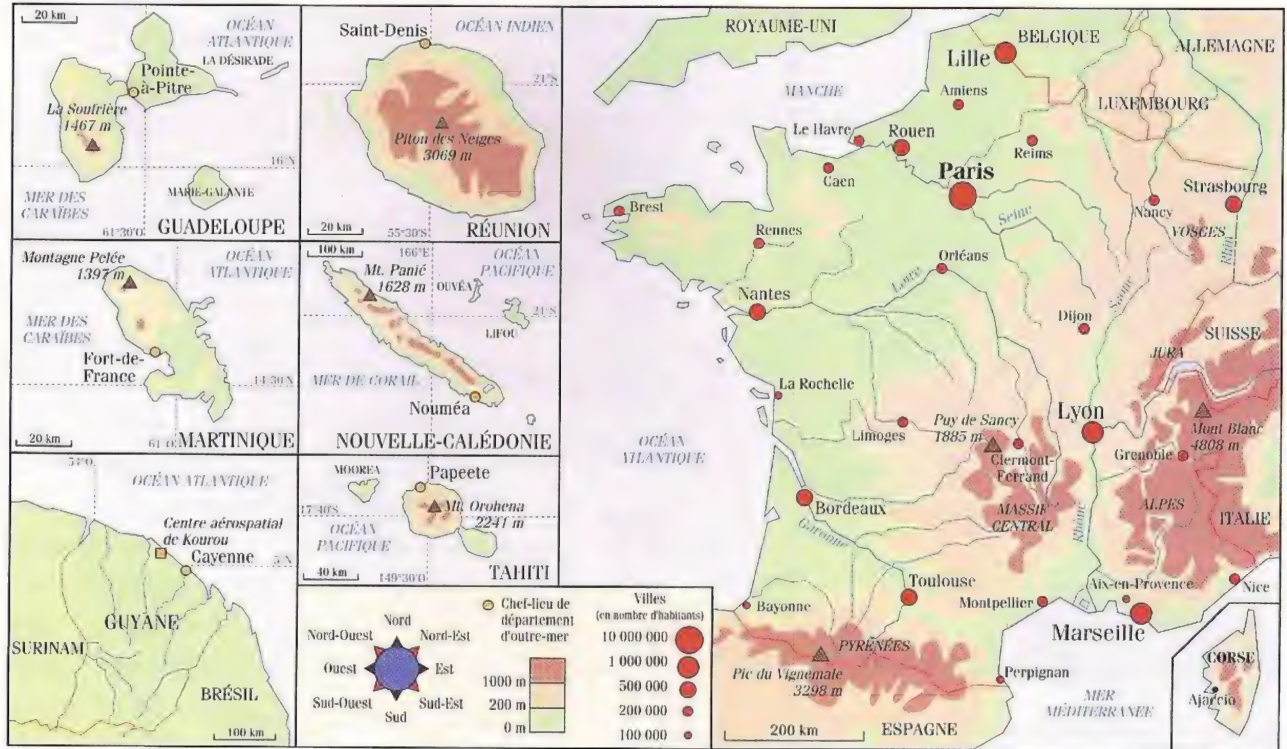 20 km
OCÉAN
ATLANTIQUE
LA DÉSIRADE
Pointe-
à-Pitre
La Soufrière
1467 m
16°N
MARIE-GALANTE
MER DES
CARAÏBES
61°30'O
GUADELOUPE
Saint-Denis
OCÉAN INDIEN
21°S
Piton des Neiges
3069 m
20 km
55°30'S
RÉUNION
Montagne Pelée
1397 m
OCÉAN
ATLANTIQUE
MER DES
CARAÏBES
Fort-de-
France
14°30'N
20 km
61°O
MARTINIQUE
100 km
166°E
OCÉAN
PACIFIQUE
Mt. Panié
1628 m
OUVÉA
21°S
LIFOU
MER DE CORAIL
Nouméa
NOUVELLE-CALÉDONIE
54°O
OCÉAN ATLANTIQUE
Centre aérospatial
de Kourou
Cayenne
5°N
GUYANE
SURINAM
BRÉSIL
100 km
MOOREA
Papeete
17°40'S
Mt. Orohena
2241 m
OCÉAN
PACIFIQUE
40 km
149°30'O
TAHITI
Nord
Nord-Ouest
Nord-Est
Ouest
Est
Sud-Ouest
Sud-Est
Sud
Chef-lieu de
département
d'outre-mer
1000 m
200 m
0 m
Villes
(en nombre d'habitants)
10 000 000
1 000 000
500 000
200 000
100 000
ROYAUME-UNI
BELGIQUE
ALLEMAGNE
Lille
MANCHE
Amiens
LUXEMBOURG
Le Havre
Rouen
Reims
Caen
Paris
Strasbourg
Brest
Seine
Nancy
VOSGES
Rhin
Rennes
Orléans
Loire
Saône
Nantes
Dijon
SUISSE
JURA
La Rochelle
Puy de Sancy
1885 m
Lyon
Mont Blanc
4808 m
Limoges
Clermont-
Ferrand
Grenoble
OCÉAN
ATLANTIQUE
Bordeaux
MASSIF
CENTRAL
ALPES
ITALIE
Garonne
Rhône
Toulouse
Aix-en-Provence
Nice
Bayonne
Montpellier
Marseille
PYRÉNÉES
Pic du Vignemale
3298 m
Perpignan
CORSE
Ajaccio
MER
MÉDITERRANÉE
200 km
ESPAGNE